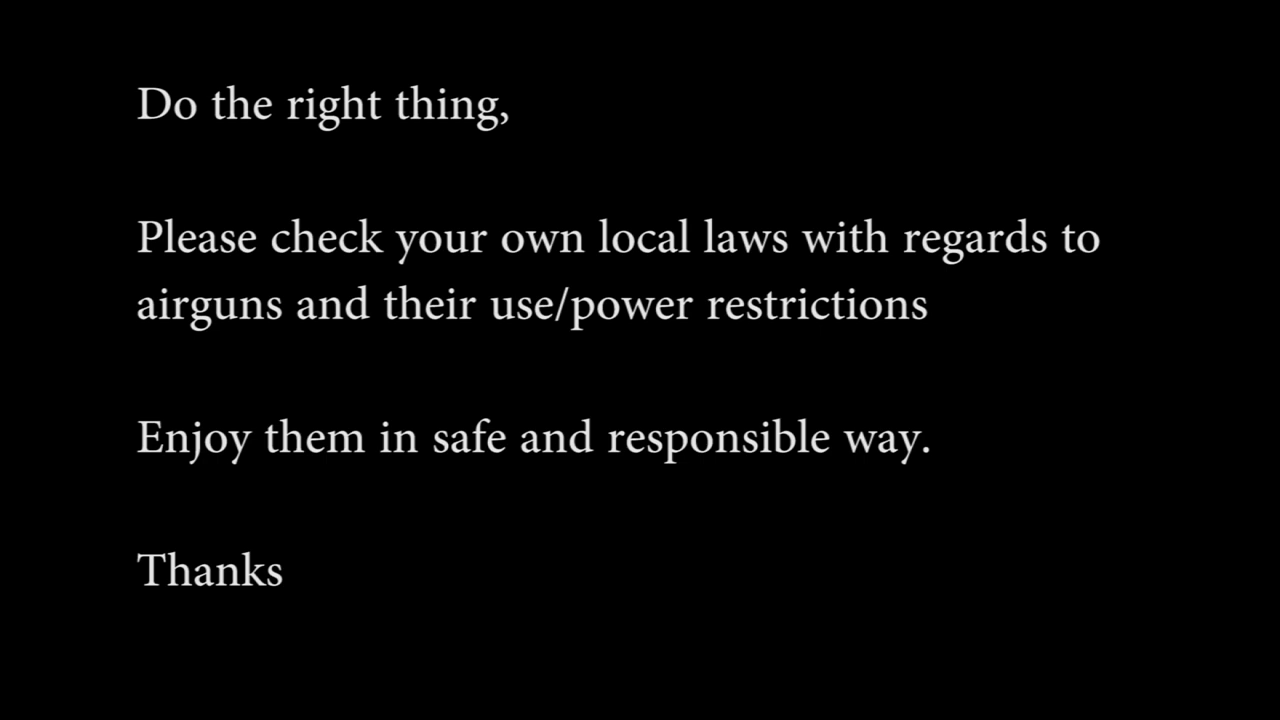 Do the right thing,
Please check your own local laws with regards to
airguns and their use/power restrictions
Enjoy them in safe and responsible way.
Thanks